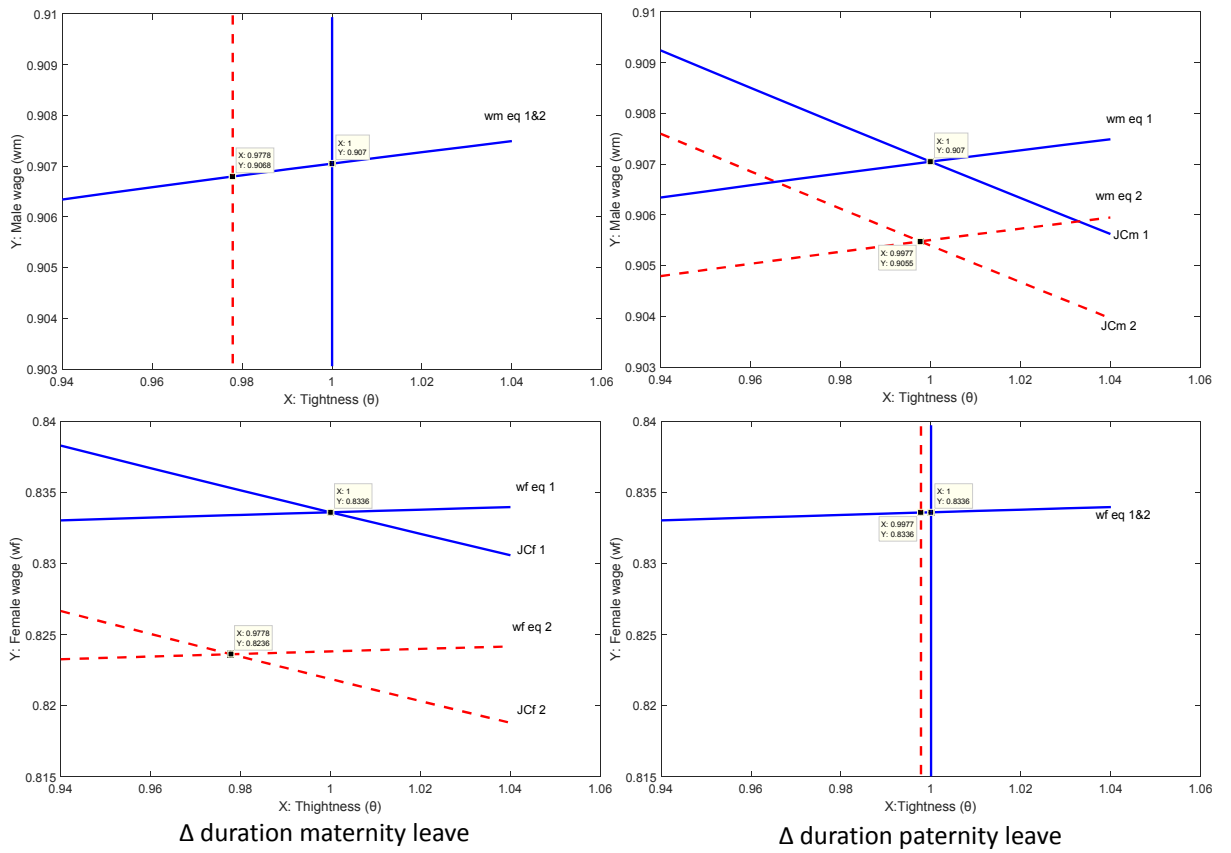 0.91
0.909
0.908
0.907
0.906
0.905
0.904
0.903
Y: Male wage (wm)
wm eq 1&2
X: 0.9778
Y: 0.9068
X: 1
Y: 0.907
0.94 0.96 0.98 1 1.02 1.04 1.06
X: Tightness (θ)
0.91
0.909
0.908
0.907
0.906
0.905
0.904
0.903
Y: Male wage (wm)
wm eq 1
X: 1
Y: 0.907
wm eq 2
JCm 1
X: 0.9977
Y: 0.9055
JCm 2
0.94 0.96 0.98 1 1.02 1.04 1.06
X: Tightness (θ)
0.84
0.835
0.83
0.825
0.82
0.815
Y: Female wage (wf)
X: 1
Y: 0.8336
wf eq 1
JCf 1
X: 0.9778
Y: 0.8236
wf eq 2
JCf 2
0.94 0.96 0.98 1 1.02 1.04 1.06
X: Thightness (θ)
Δ duration maternity leave
0.84
0.835
0.83
0.825
0.82
0.815
Y: Female wage (wf)
X: 1
Y: 0.8336
X: 0.9977
Y: 0.8336
wf eq 1&2
0.94 0.96 0.98 1 1.02 1.04 1.06
X:Tightness (θ)
Δ duration paternity leave